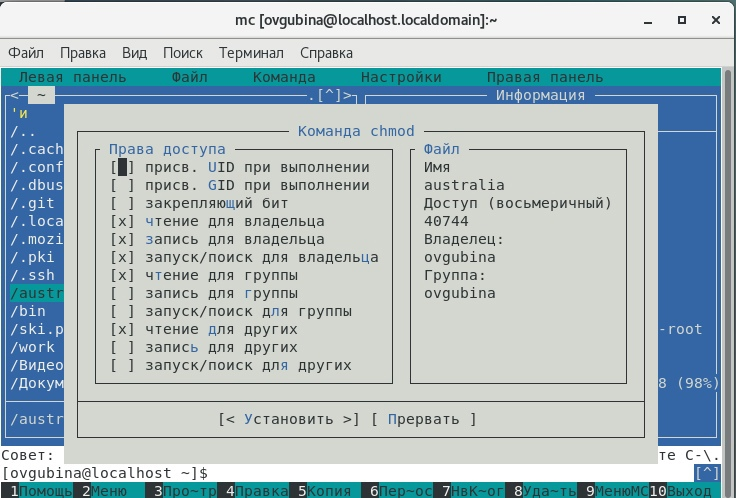 mc [ovgubina@localhost.localdomain]:~
Файл Правка Вид Поиск Терминал Справка
Левая панель Файл Команда Настройки Правая панель
<─ ~ .[^]> Информация
'и
/..
/.cach
/.conf
/.dbus
/.git
/.loca
/.mozi
/.pki
/.ssh
/austr
/bin
/ski.p
/work
/Видео
/Докум
/austr
Команда chmod
Права доступа
[ ] присв. UID при выполнении
[ ] присв. GID при выполнении
[ ] закрепляющий бит
[x] чтение для владельца
[x] запись для владельца
[x] запуск/поиск для владельца
[x] чтение для группы
[ ] запись для группы
[ ] запуск/поиск для группы
[x] чтение для других
[ ] запись для других
[ ] запуск/поиск для других
Файл
Имя
australia
Доступ (восьмеричный)
40744
Владелец:
ovgubina
Группа:
ovgubina
[< Установить >] [ Прервать ]
-root
8 (98%)
Совет: те C-\.
[ovgubina@localhost ~]$ [^]
1Помощь 2Меню 3Про~тр 4Правка 5Копия 6Пер~ос 7НвК~ог 8Уда~ть 9МенюМС 10Выход